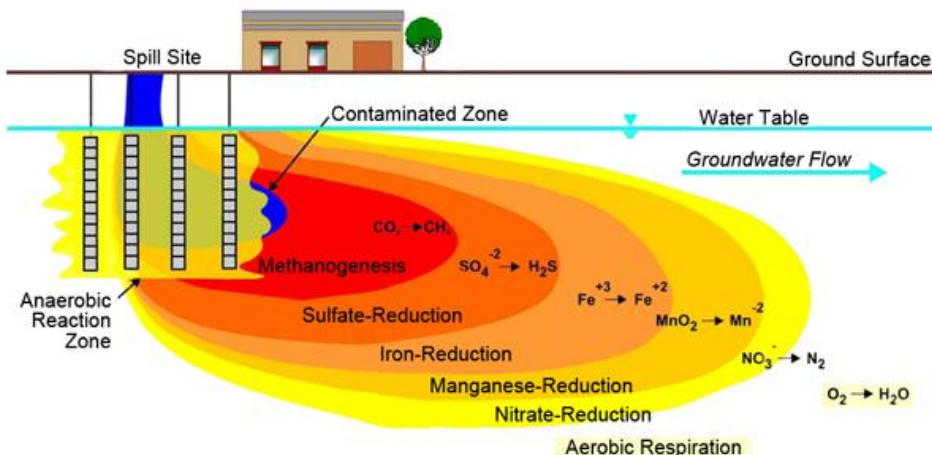 Spill Site
Ground Surface
Contaminated Zone
Water Table
Groundwater Flow
CO₂→CH₄
Methanogenesis
SO₄⁻²→H₂S
Anaerobic
Reaction
Zone
Fe⁺³→Fe⁺²
Sulfate-Reduction
MnO₂→Mn⁻²
Iron-Reduction
NO₃⁻→N₂
Manganese-Reduction
O₂→H₂O
Nitrate-Reduction
Aerobic Respiration